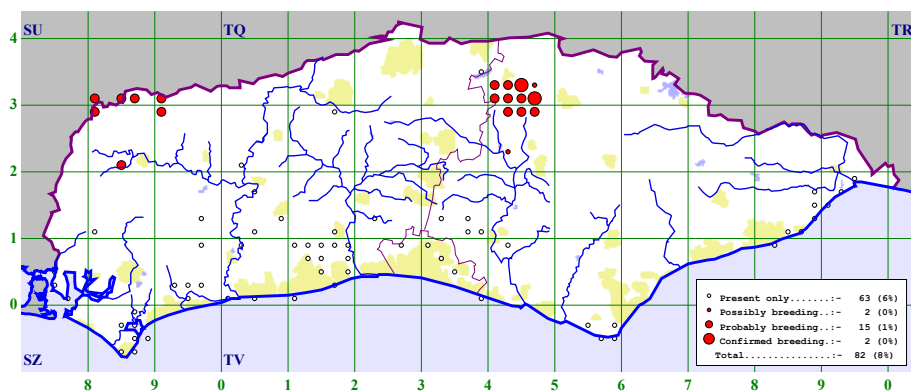 SU TQ TR
4
3
2
1
0
SZ TV
Present only.......:- 63 (6%)
Possibly breeding..:- 2 (0%)
Probably breeding..:- 15 (1%)
Confirmed breeding.:- 2 (0%)
Total..............:- 82 (8%)
8 9 0 1 2 3 4 5 6 7 8 9 0